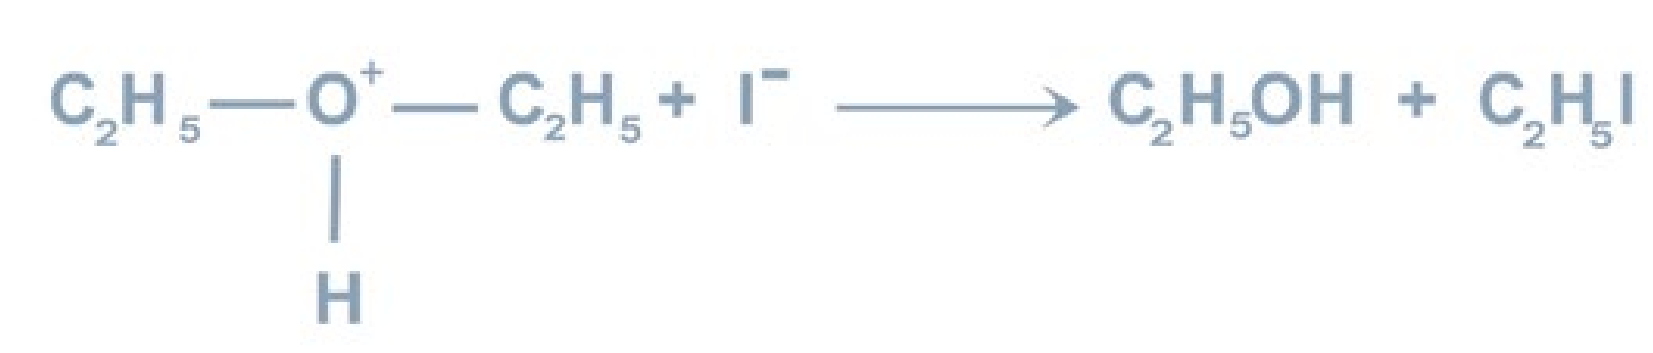 C₂H₅—O⁺—C₂H₅ + I⁻ ⟶ C₂H₅OH + C₂H₅I
H